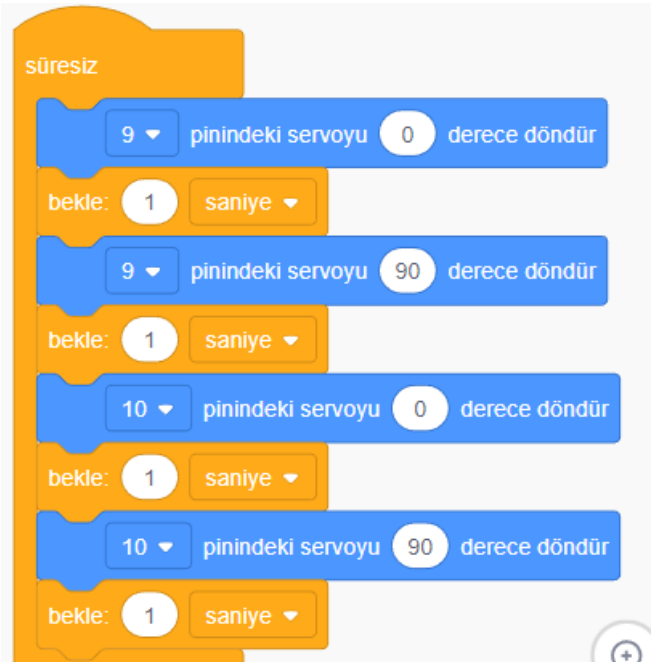 süresiz
9 pinindeki servoyu 0 derece döndür
bekle: 1 saniye
9 pinindeki servoyu 90 derece döndür
bekle: 1 saniye
10 pinindeki servoyu 0 derece döndür
bekle: 1 saniye
10 pinindeki servoyu 90 derece döndür
bekle: 1 saniye